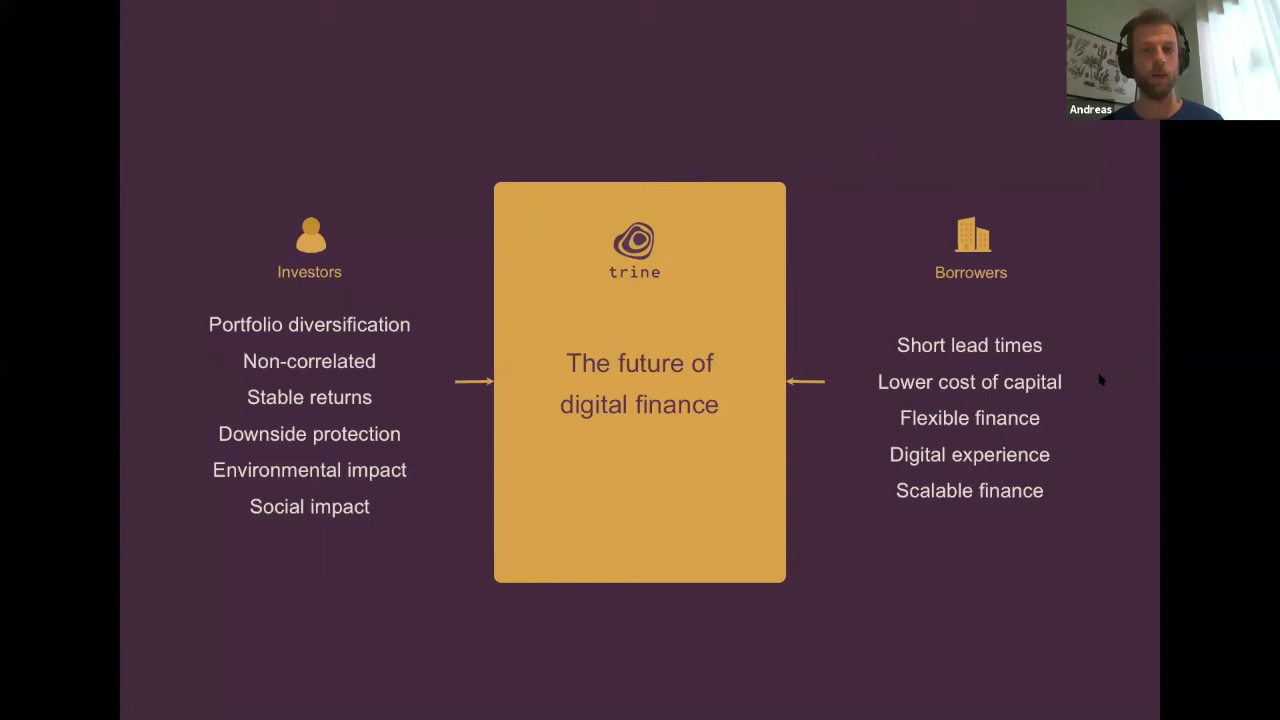 Andreas
Investors
Portfolio diversification
Non-correlated
Stable returns
Downside protection
Environmental impact
Social impact
trine
The future of
digital finance
Borrowers
Short lead times
Lower cost of capital
Flexible finance
Digital experience
Scalable finance